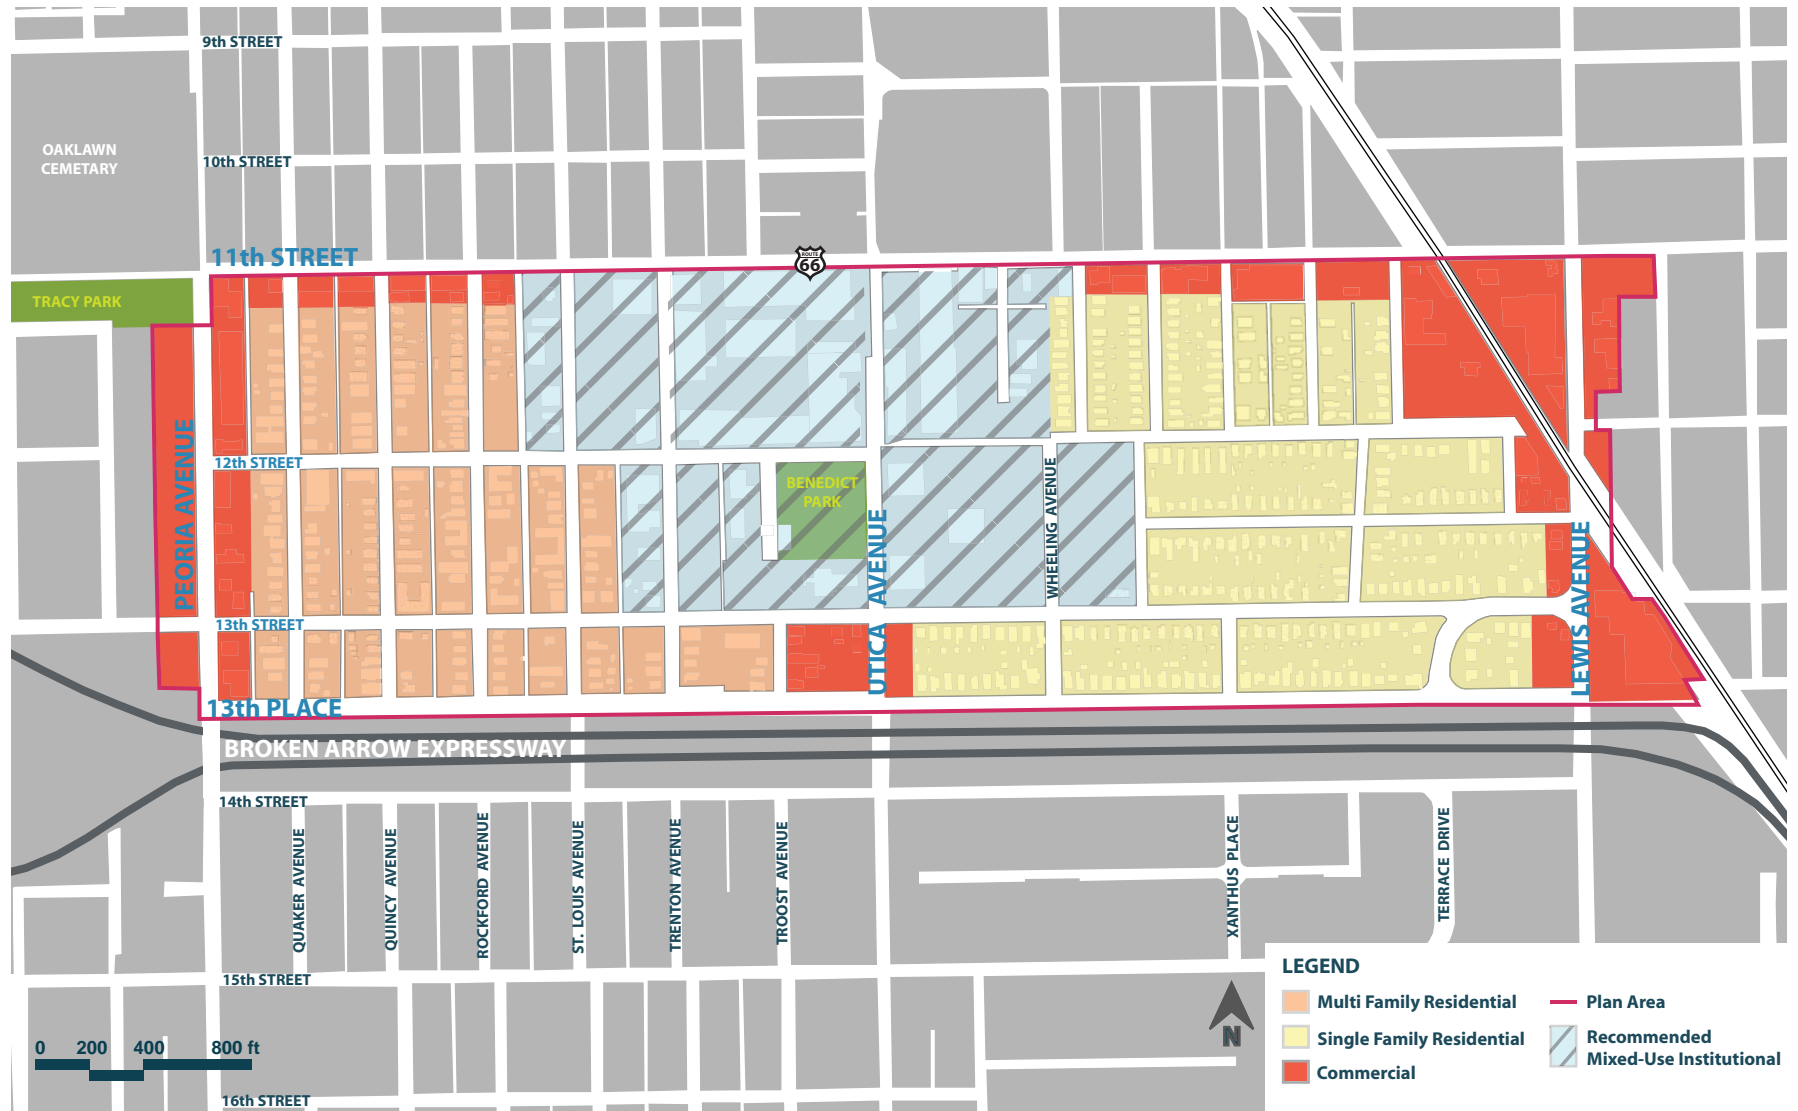 9th STREET
OAKLAWN
CEMETARY
10th STREET
11th STREET
ROUTE
66
TRACY PARK
PEORIA AVENUE
12th STREET
BENEDICT
PARK
UTICA AVENUE
WHEELING AVENUE
LEWIS AVENUE
13th STREET
13th PLACE
BROKEN ARROW EXPRESSWAY
14th STREET
QUAKER AVENUE
QUINCY AVENUE
ROCKFORD AVENUE
ST. LOUIS AVENUE
TRENTON AVENUE
TROOST AVENUE
XANTHUS PLACE
TERRACE DRIVE
15th STREET
16th STREET
0 200 400 800 ft
N
LEGEND
Multi Family Residential
Single Family Residential
Commercial
Plan Area
Recommended
Mixed-Use Institutional